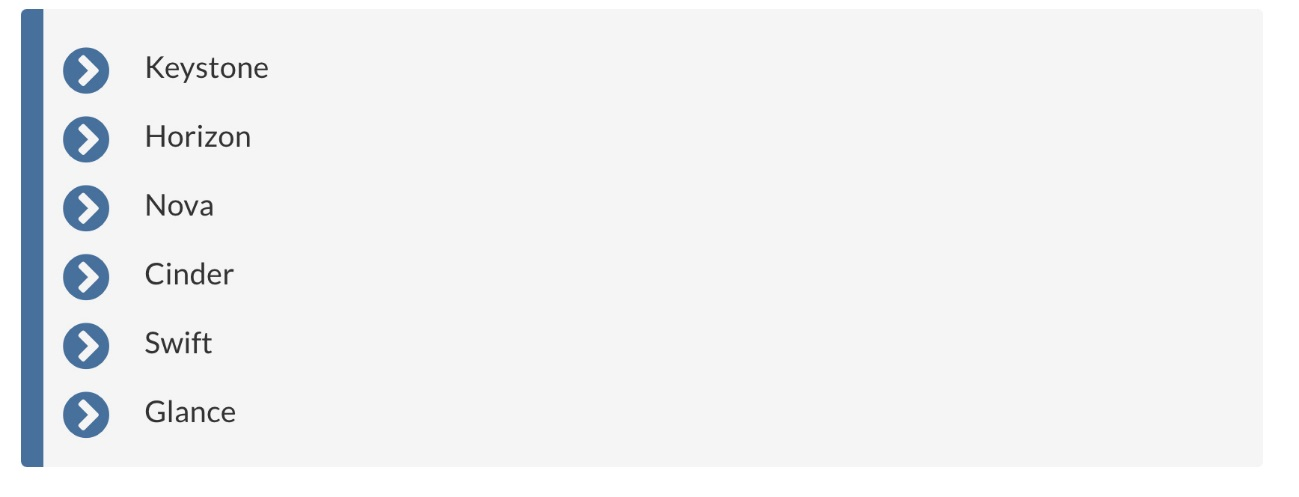 Keystone
Horizon
Nova
Cinder
Swift
Glance